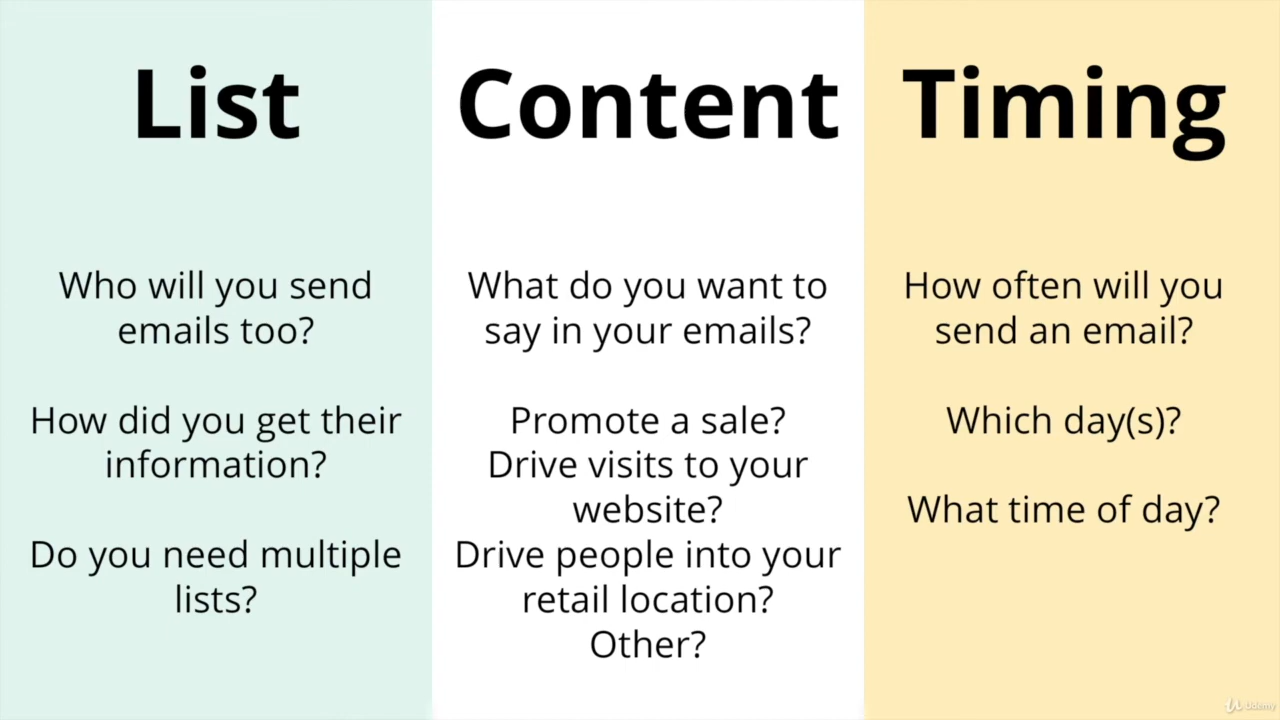 List
Who will you send
emails too?
How did you get their
information?
Do you need multiple
lists?
Content
What do you want to
say in your emails?
Promote a sale?
Drive visits to your
website?
Drive people into your
retail location?
Other?
Timing
How often will you
send an email?
Which day(s)?
What time of day?
Udemy